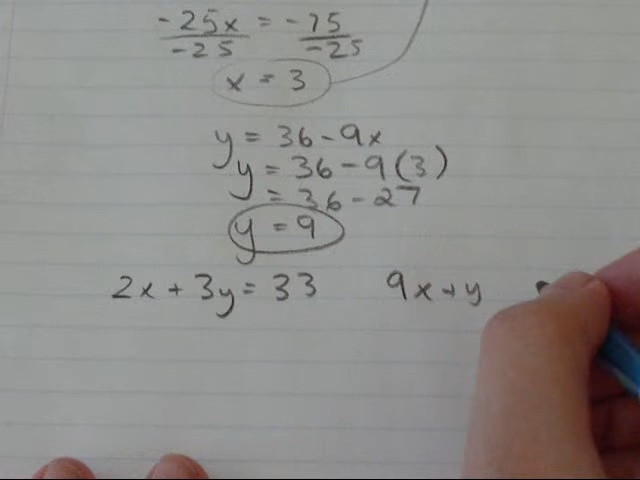 -25x = -75
-25 -25
x = 3
y = 36 - 9x
y = 36 - 9(3)
= 36 - 27
y = 9
2x + 3y = 33 9x + y